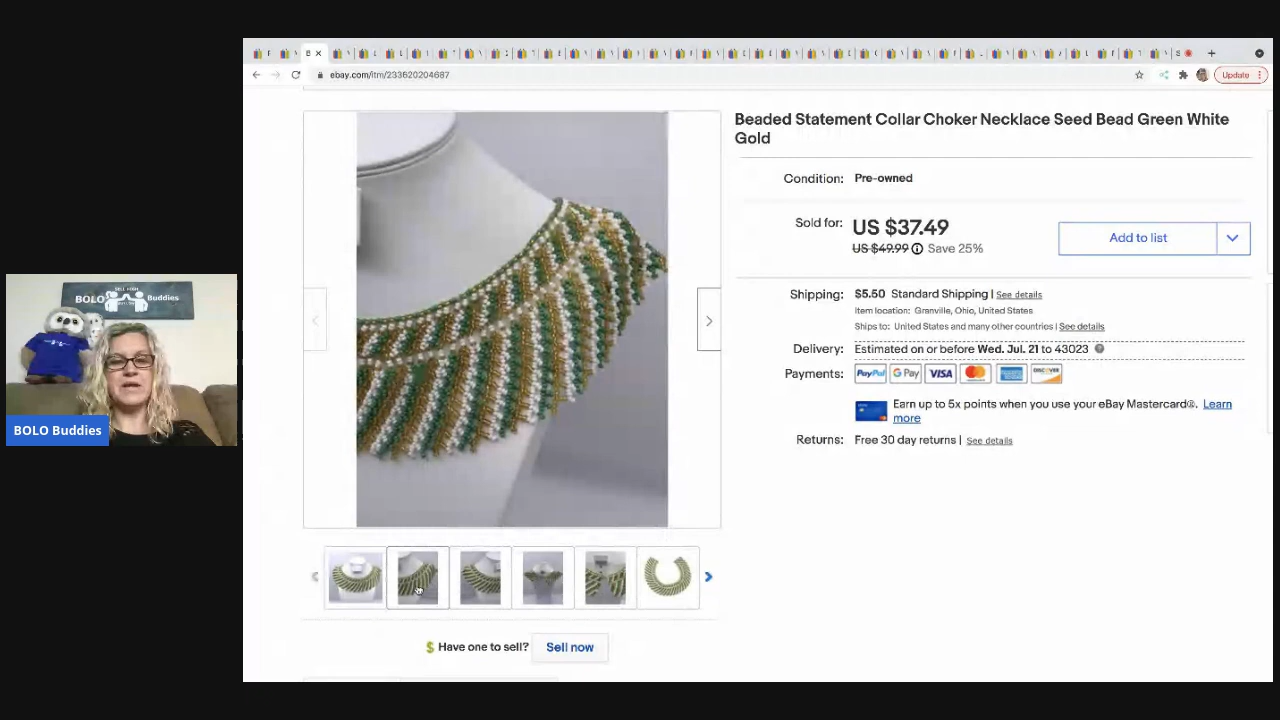 ebay.com/itm/233620204687
Update
Beaded Statement Collar Choker Necklace Seed Bead Green White
Gold
Condition: Pre-owned
Sold for: US $37.49
US $49.99 Save 25%
Add to list
Shipping: $5.50 Standard Shipping | See details
Item location: Granville, Ohio, United States
Ships to: United States and many other countries | See details
Delivery: Estimated on or before Wed. Jul. 21 to 43023
Payments: PayPal G Pay VISA DISCOVER
Earn up to 5x points when you use your eBay Mastercard®. Learn
more
Returns: Free 30 day returns | See details
$ Have one to sell? Sell now
BOLO Buddies
BOLO Buddies